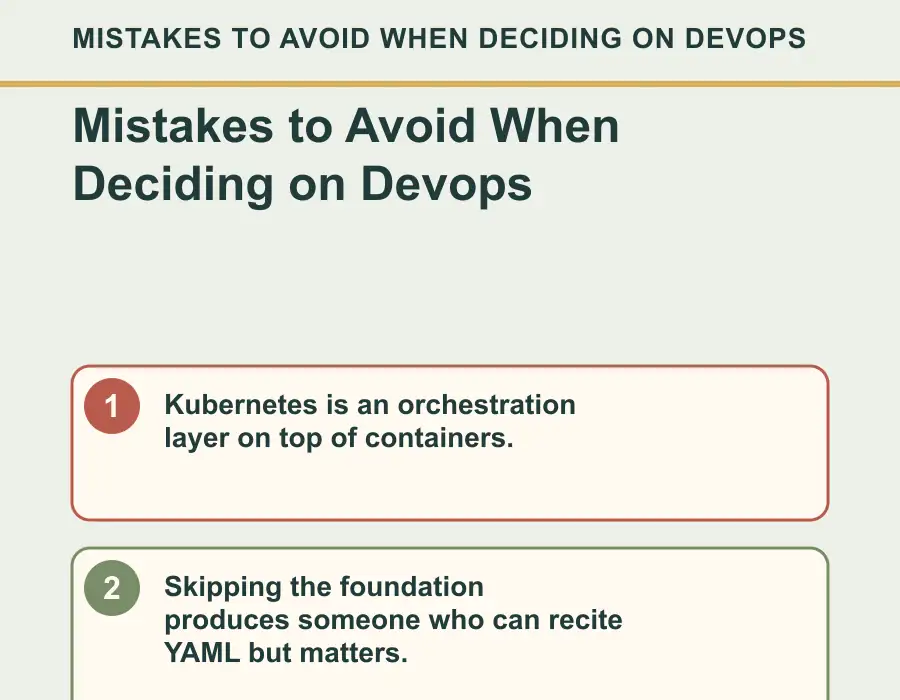 MISTAKES TO AVOID WHEN DECIDING ON DEVOPS
Mistakes to Avoid When
Deciding on Devops
1
Kubernetes is an orchestration
layer on top of containers.
2
Skipping the foundation
produces someone who can recite
YAML but matters.